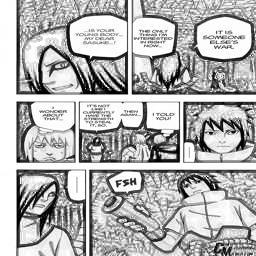 IT IS
SOMEONE
ELSE'S
WAR.
THE ONLY
THING I'M
INTERESTED
IN RIGHT
NOW...
...IS YOUR
YOUNG
BODY...
MY DEAR
SASUKE...!
I TOLD
YOU!
THEN
AGAIN...
IT'S NOT
LIKE I
CURRENTLY
HAVE THE
STRENGTH
TO STEAL
IT, SO...
I
WONDER
ABOUT
THAT...
FSH
...